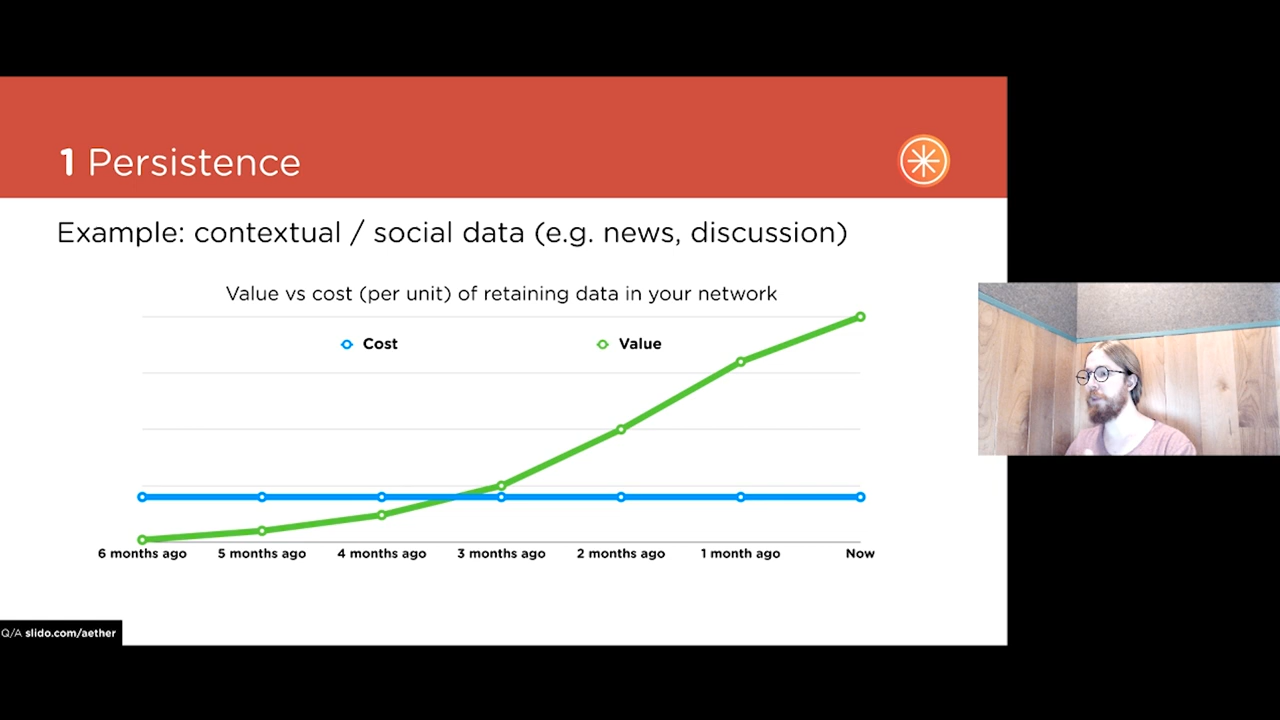 1 Persistence
Example: contextual / social data (e.g. news, discussion)
Value vs cost (per unit) of retaining data in your network
Cost
Value
6 months ago
5 months ago
4 months ago
3 months ago
2 months ago
1 month ago
Now
Q/A slido.com/aether